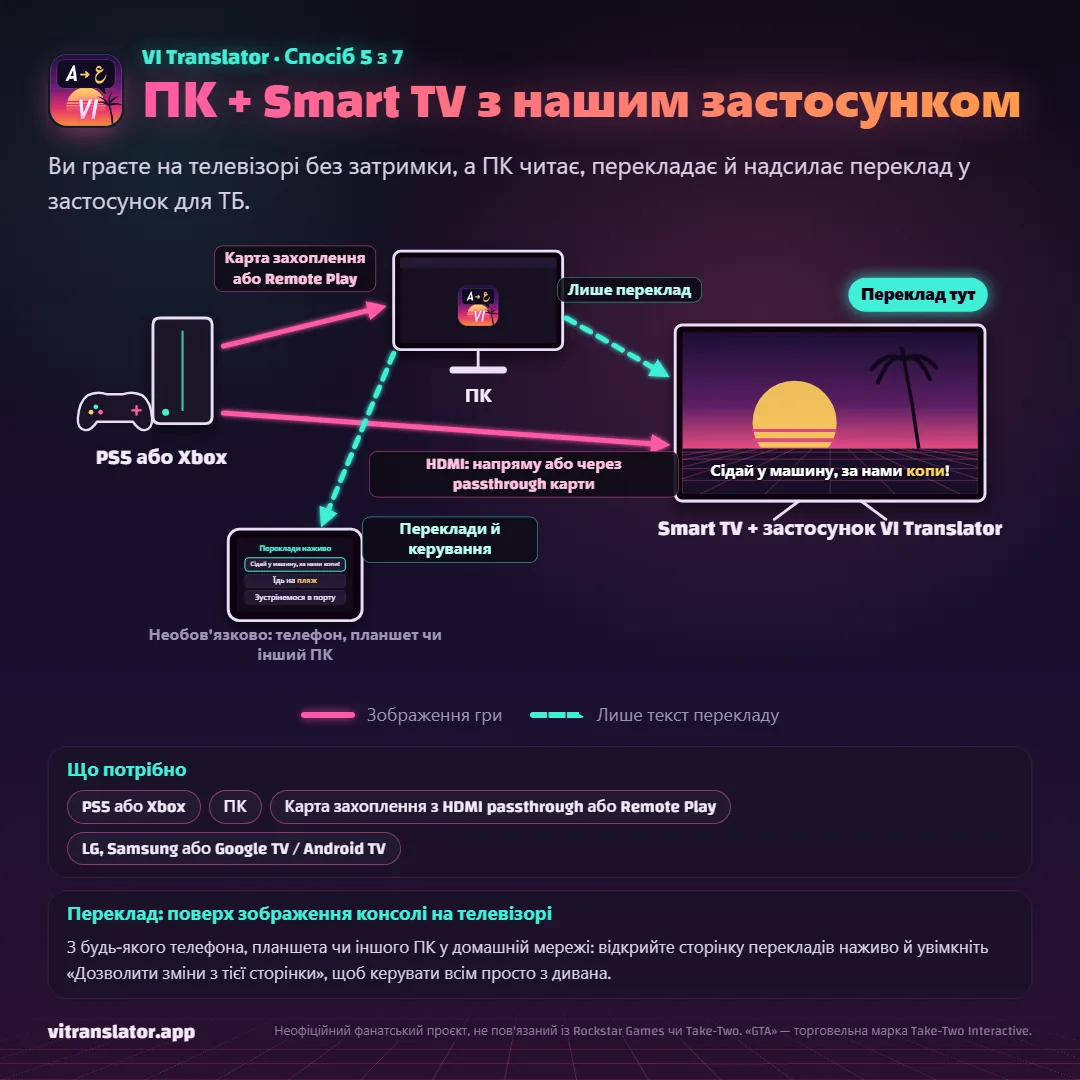 A→ع
VI
VI Translator · Спосіб 5 з 7
ПК + Smart TV з нашим застосунком
Ви граєте на телевізорі без затримки, а ПК читає, перекладає й надсилає переклад у
застосунок для ТБ.
Карта захоплення
або Remote Play
A→ع
VI
Лише переклад
Переклад тут
ПК
PS5 або Xbox
HDMI: напряму або через
passthrough карти
Сідай у машину, за нами копи!
Smart TV + застосунок VI Translator
Переклади й
керування
Переклади наживо
Сідай у машину, за нами копи!
Їдь на пляж
Зустрінемося в порту
Необов'язково: телефон, планшет чи
інший ПК
Зображення гри
Лише текст перекладу
Що потрібно
PS5 або Xbox
ПК
Карта захоплення з HDMI passthrough або Remote Play
LG, Samsung або Google TV / Android TV
Переклад: поверх зображення консолі на телевізорі
З будь-якого телефона, планшета чи іншого ПК у домашній мережі: відкрийте сторінку перекладів наживо й увімкніть
«Дозволити зміни з тієї сторінки», щоб керувати всім просто з дивана.
vitranslator.app
Неофіційний фанатський проєкт, не пов'язаний із Rockstar Games чи Take-Two. «GTA» — торговельна марка Take-Two Interactive.